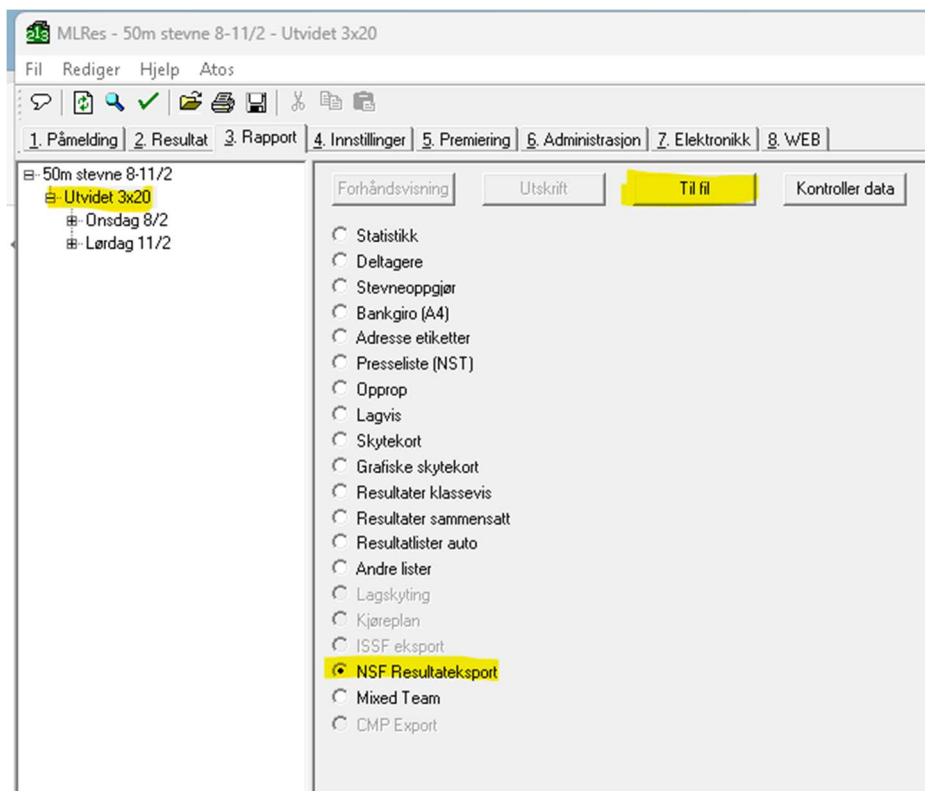 MLRes - 50m stevne 8-11/2 - Utvidet 3x20
Fil Rediger Hjelp Atos
1. Påmelding 2. Resultat 3. Rapport 4. Innstillinger 5. Premiering 6. Administrasjon 7. Elektronikk 8. WEB
50m stevne 8-11/2
Utvidet 3x20
Onsdag 8/2
Lørdag 11/2
Forhåndsvisning Utskrift Til fil Kontroller data
Statistikk
Deltagere
Stevneoppgjør
Bankgiro (A4)
Adresse etiketter
Presseliste (NST)
Opprop
Lagvis
Skytekort
Grafiske skytekort
Resultater klassevis
Resultater sammensatt
Resultatlister auto
Andre lister
Lagskyting
Kjøreplan
ISSF eksport
NSF Resultateksport
Mixed Team
CMP Export